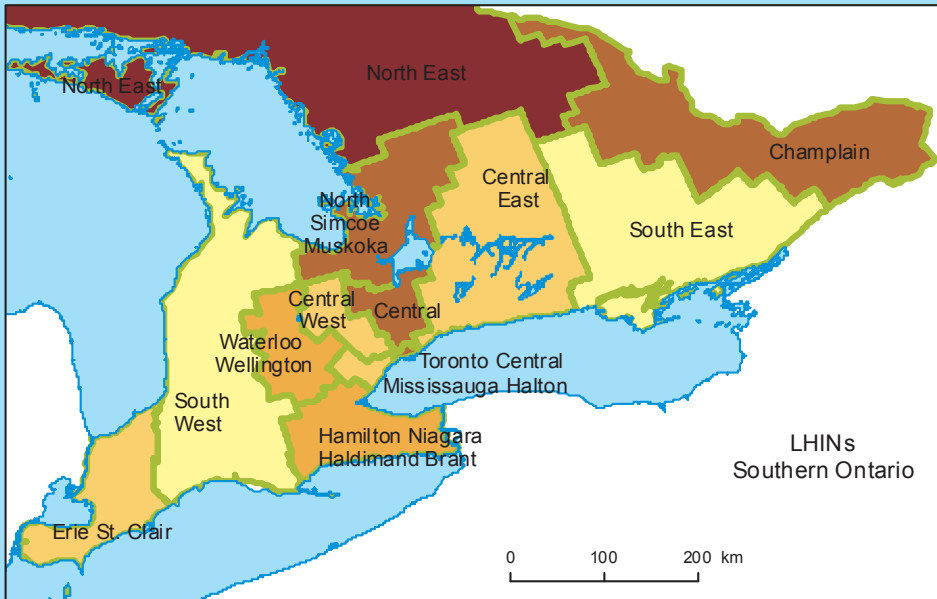 North East
North East
Champlain
Central
East
North
Simcoe
Muskoka
South East
Central
West
Central
Waterloo
Wellington
Toronto Central
Mississauga Halton
South
West
Hamilton Niagara
Haldimand Brant
LHINs
Southern Ontario
Erie St. Clair
0 100 200 km